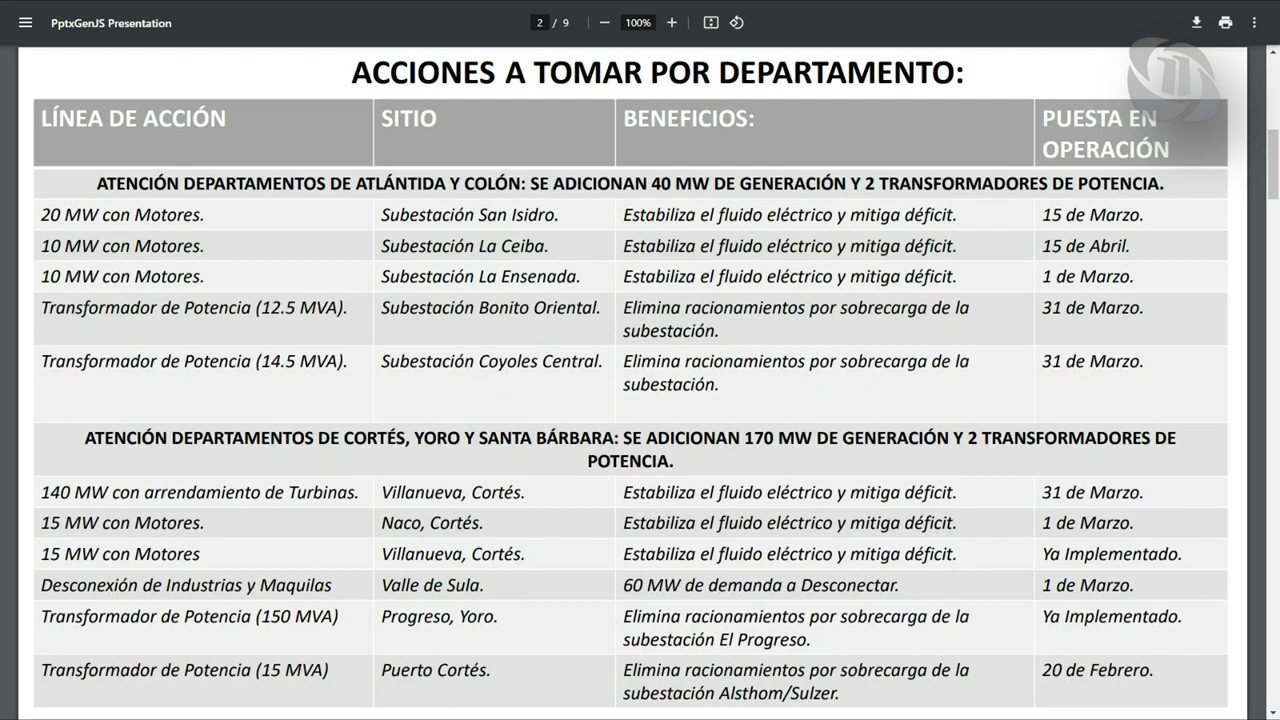 PptxGenJS Presentation
2 / 9
100%
ACCIONES A TOMAR POR DEPARTAMENTO:
LÍNEA DE ACCIÓN SITIO BENEFICIOS: PUESTA EN
OPERACIÓN
ATENCIÓN DEPARTAMENTOS DE ATLÁNTIDA Y COLÓN: SE ADICIONAN 40 MW DE GENERACIÓN Y 2 TRANSFORMADORES DE POTENCIA.
20 MW con Motores. Subestación San Isidro. Estabiliza el fluido eléctrico y mitiga déficit. 15 de Marzo.
10 MW con Motores. Subestación La Ceiba. Estabiliza el fluido eléctrico y mitiga déficit. 15 de Abril.
10 MW con Motores. Subestación La Ensenada. Estabiliza el fluido eléctrico y mitiga déficit. 1 de Marzo.
Transformador de Potencia (12.5 MVA). Subestación Bonito Oriental. Elimina racionamientos por sobrecarga de la 31 de Marzo.
subestación.
Transformador de Potencia (14.5 MVA). Subestación Coyoles Central. Elimina racionamientos por sobrecarga de la 31 de Marzo.
subestación.
ATENCIÓN DEPARTAMENTOS DE CORTÉS, YORO Y SANTA BÁRBARA: SE ADICIONAN 170 MW DE GENERACIÓN Y 2 TRANSFORMADORES DE
POTENCIA.
140 MW con arrendamiento de Turbinas. Villanueva, Cortés. Estabiliza el fluido eléctrico y mitiga déficit. 31 de Marzo.
15 MW con Motores. Naco, Cortés. Estabiliza el fluido eléctrico y mitiga déficit. 1 de Marzo.
15 MW con Motores Villanueva, Cortés. Estabiliza el fluido eléctrico y mitiga déficit. Ya Implementado.
Desconexión de Industrias y Maquilas Valle de Sula. 60 MW de demanda a Desconectar. 1 de Marzo.
Transformador de Potencia (150 MVA) Progreso, Yoro. Elimina racionamientos por sobrecarga de la Ya Implementado.
subestación El Progreso.
Transformador de Potencia (15 MVA) Puerto Cortés. Elimina racionamientos por sobrecarga de la 20 de Febrero.
subestación Alsthom/Sulzer.